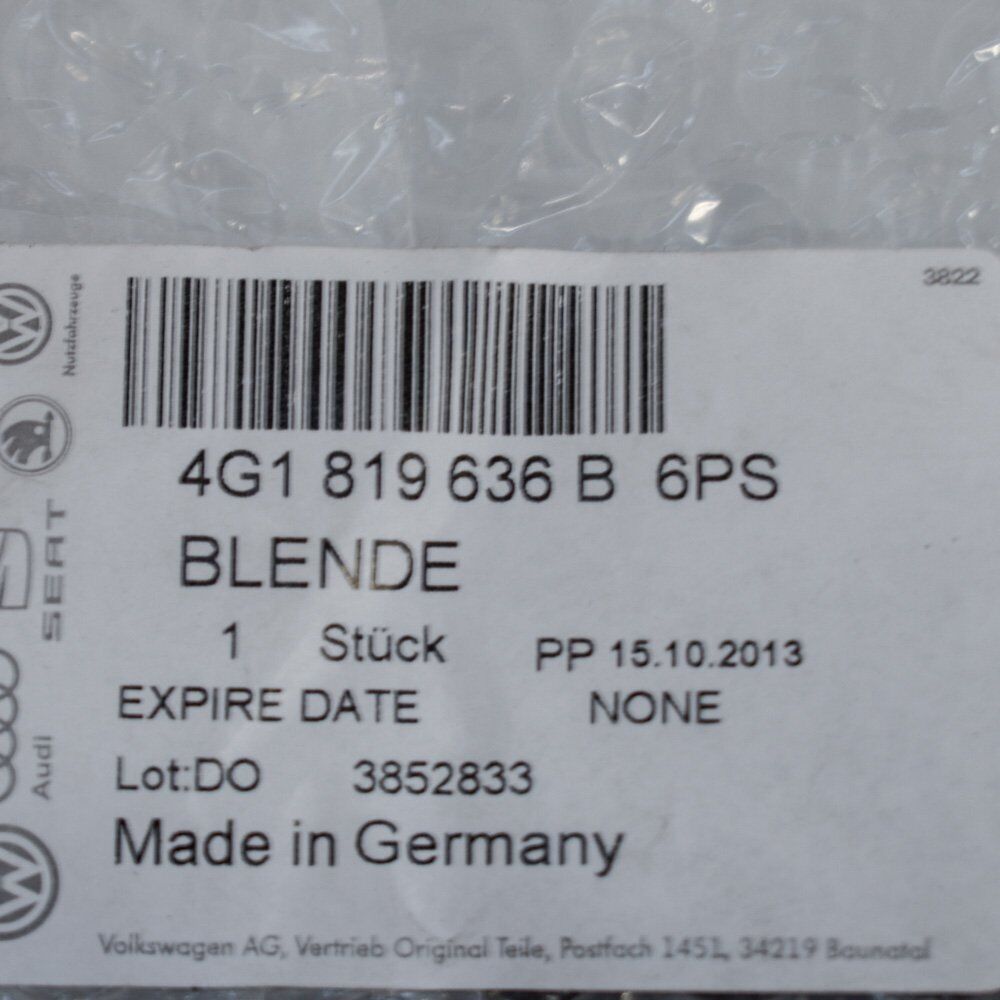 3822
4G1 819 636 B 6PS
BLENDE
1 Stück PP 15.10.2013
EXPIRE DATE NONE
Lot:DO 3852833
Made in Germany
Volkswagen AG, Vertrieb Original Teile, Postfach 1451, 34219 Baunatal
Nutzfahrzeuge
SEAT
Audi